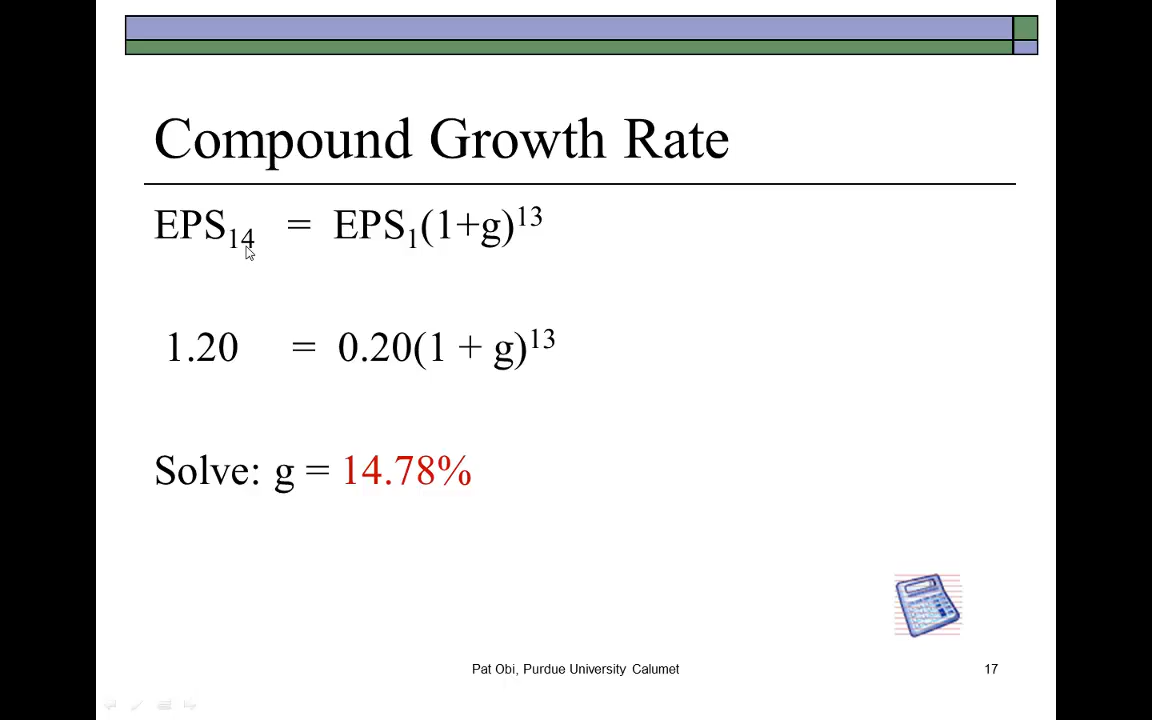 Compound Growth Rate
EPS₁₄ = EPS₁(1+g)¹³
1.20 = 0.20(1 + g)¹³
Solve: g = 14.78%
Pat Obi, Purdue University Calumet 17